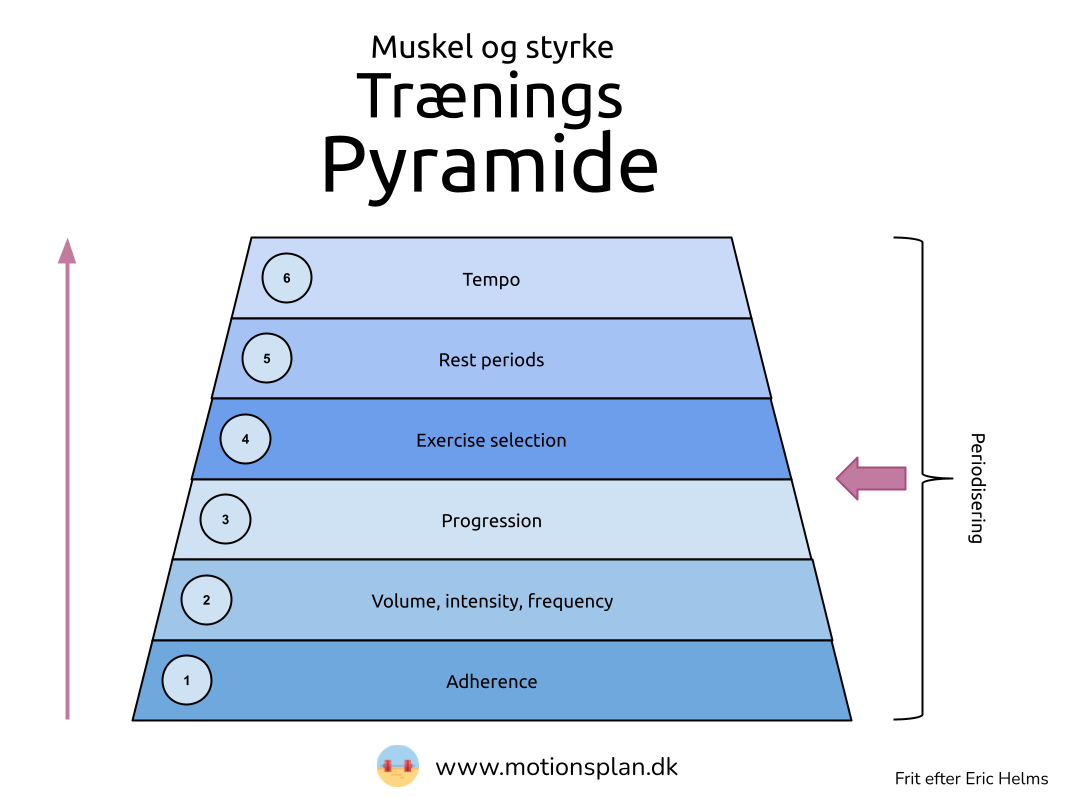 Muskel og styrke
Trænings
Pyramide
6
Tempo
5
Rest periods
4
Exercise selection
3
Progression
2
Volume, intensity, frequency
1
Adherence
Periodisering
www.motionsplan.dk
Frit efter Eric Helms